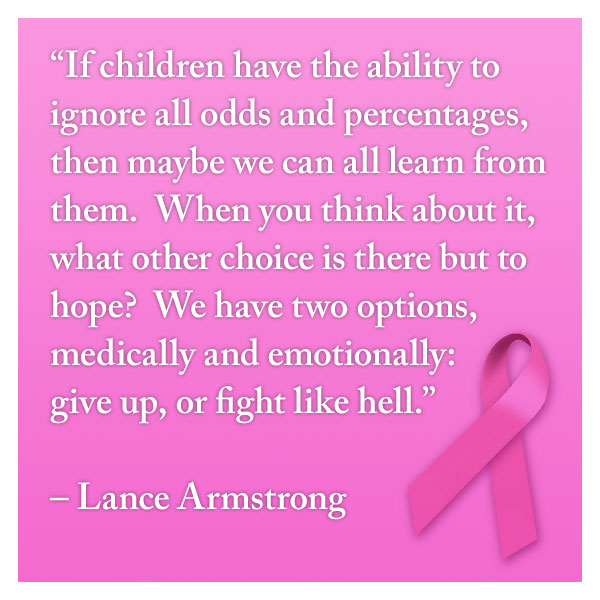 “If children have the ability to
ignore all odds and percentages,
then maybe we can all learn from
them.  When you think about it,
what other choice is there but to
hope?  We have two options,
medically and emotionally:
give up, or fight like hell.”
– Lance Armstrong